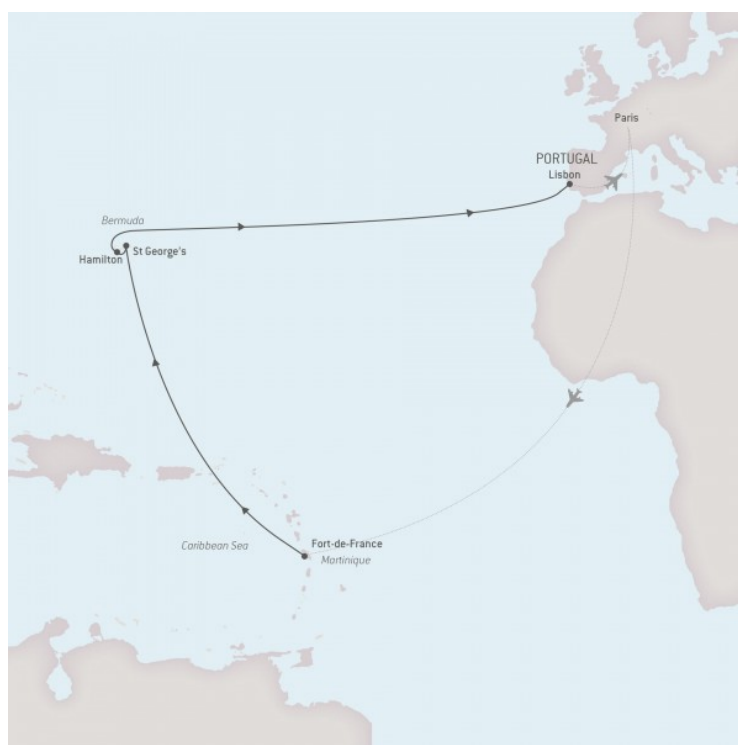 Paris
PORTUGAL
Lisbon
Bermuda
St George's
Hamilton
Fort-de-France
Caribbean Sea
Martinique